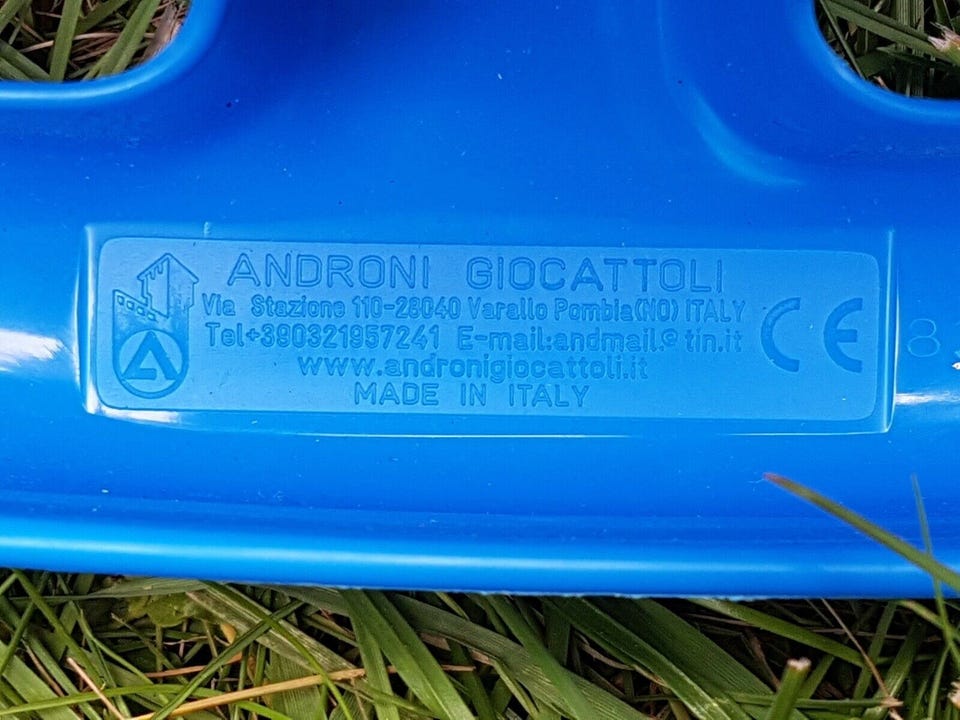 ANDRONI GIOCATTOLI
Via Stazione 110-28040 Varallo Pombia(NO) ITALY
Tel+390321957241 E-mail:andmail@tin.it
www.andronigiocattoli.it
MADE IN ITALY
CE
8